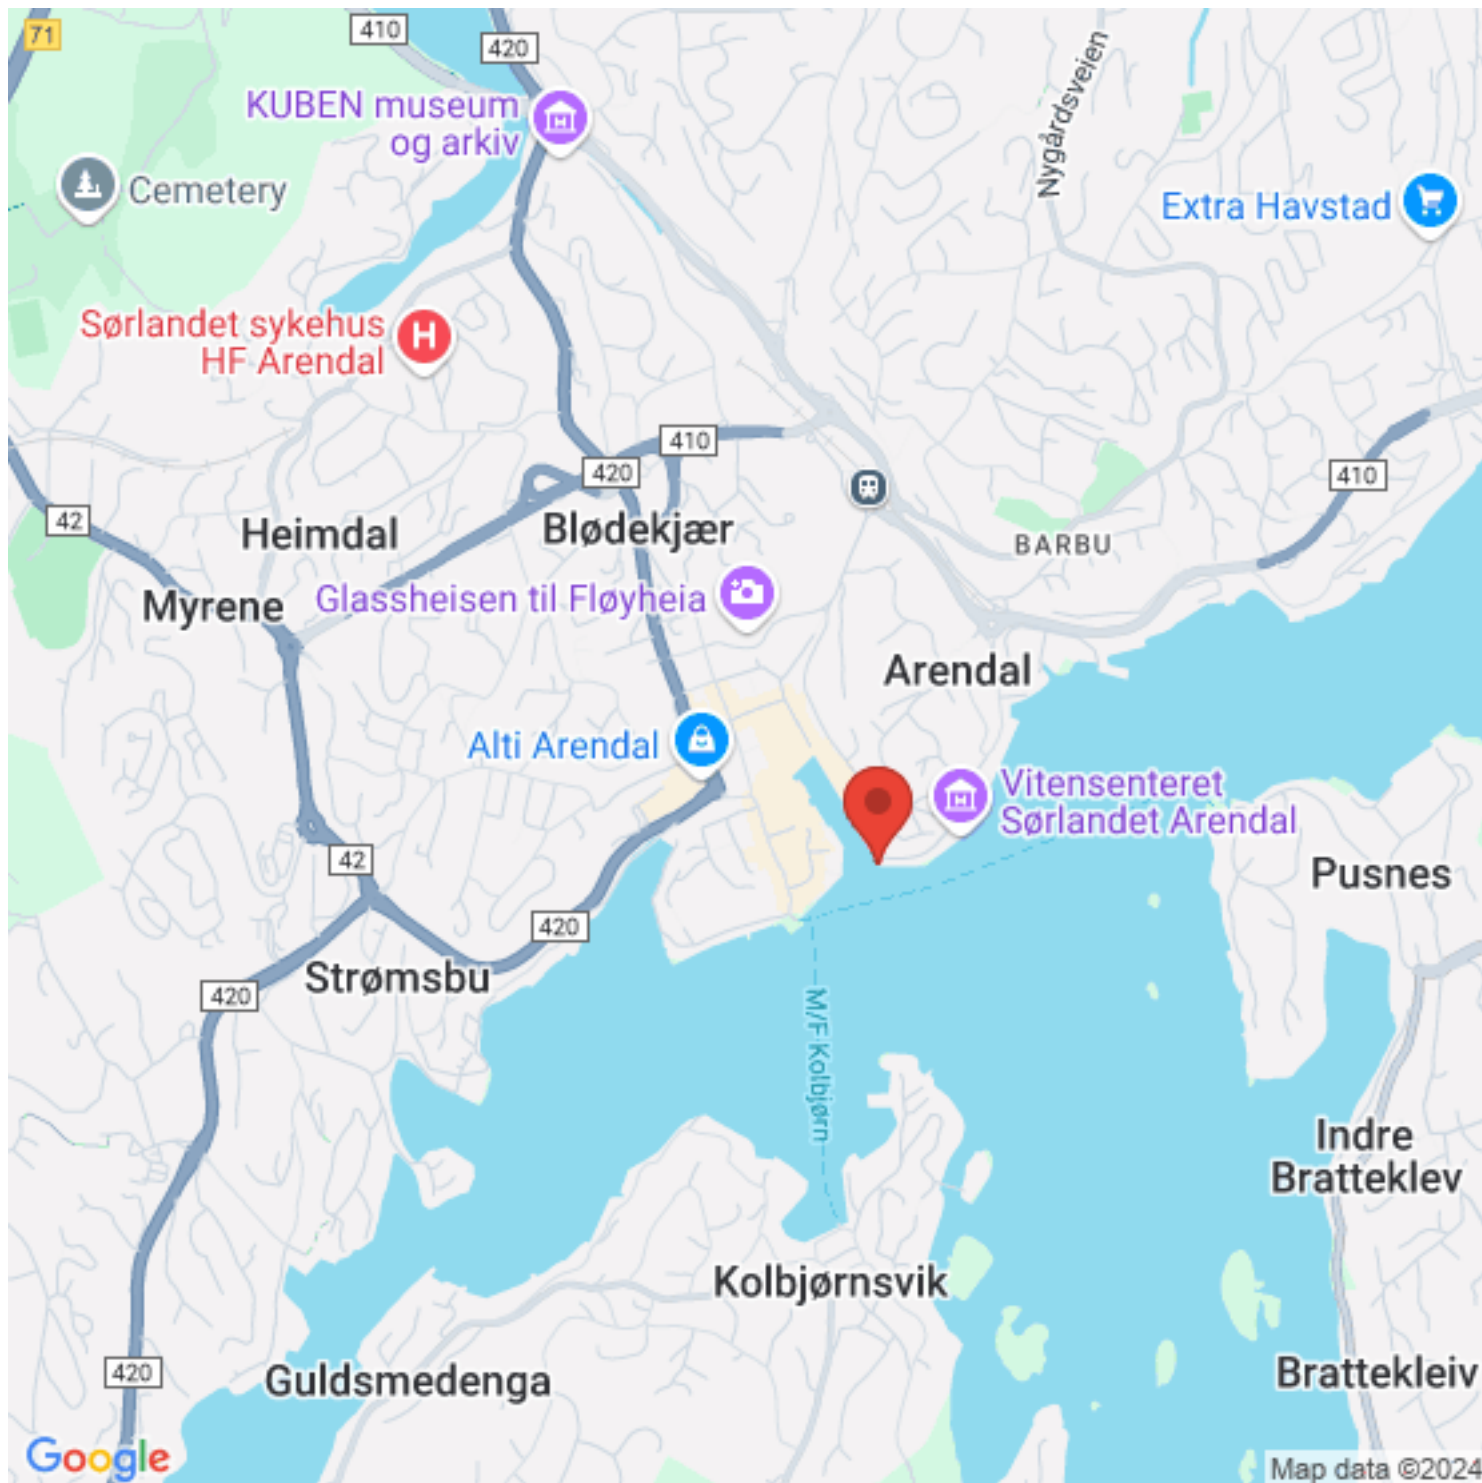 71
410
420
KUBEN museum
og arkiv
Nygårdsveien
Cemetery
Extra Havstad
Sørlandet sykehus
HF Arendal
410
420
410
42
Heimdal
Blødekjær
BARBU
Myrene
Glassheisen til Fløyheia
Arendal
Alti Arendal
Vitensenteret
Sørlandet Arendal
42
Pusnes
420
Strømsbu
420
M/F Kolbjørn
Indre
Bratteklev
Kolbjørnsvik
420
Guldsmedenga
Brattekleiv
Google
Map data ©2024